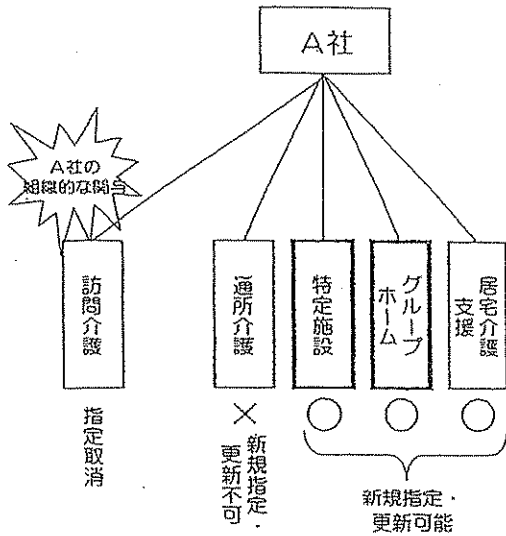 A社
A社の
組織的な関与
訪問介護
通所介護
特定施設
グループ
ホーム
居宅介護
支援
指定取消
×
新規指定・
更新不可
○
○
○
新規指定・
更新可能